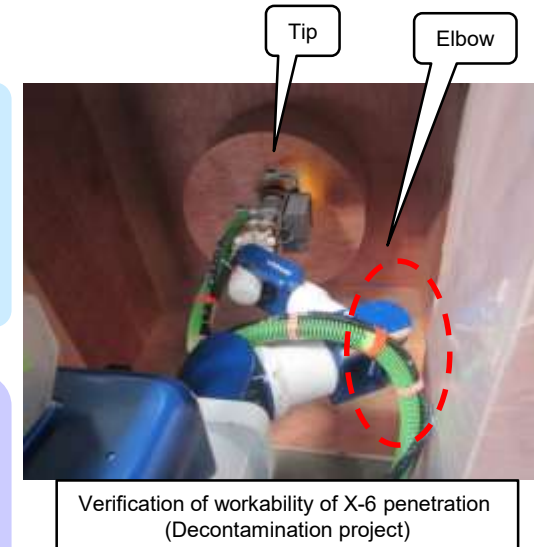 Tip
Elbow
Verification of workability of X-6 penetration
(Decontamination project)